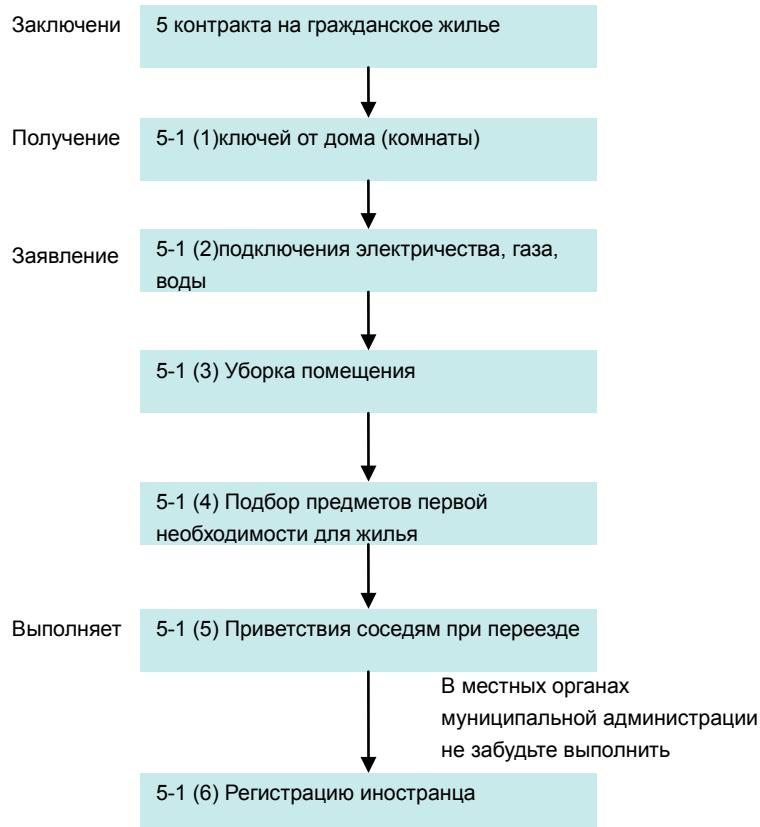 Заключени 5 контракта на гражданское жилье
Получение 5-1 (1)ключей от дома (комнаты)
Заявление 5-1 (2)подключения электричества, газа,
воды
5-1 (3) Уборка помещения
5-1 (4) Подбор предметов первой
необходимости для жилья
Выполняет 5-1 (5) Приветствия соседям при переезде
В местных органах
муниципальной администрации
не забудьте выполнить
5-1 (6) Регистрацию иностранца